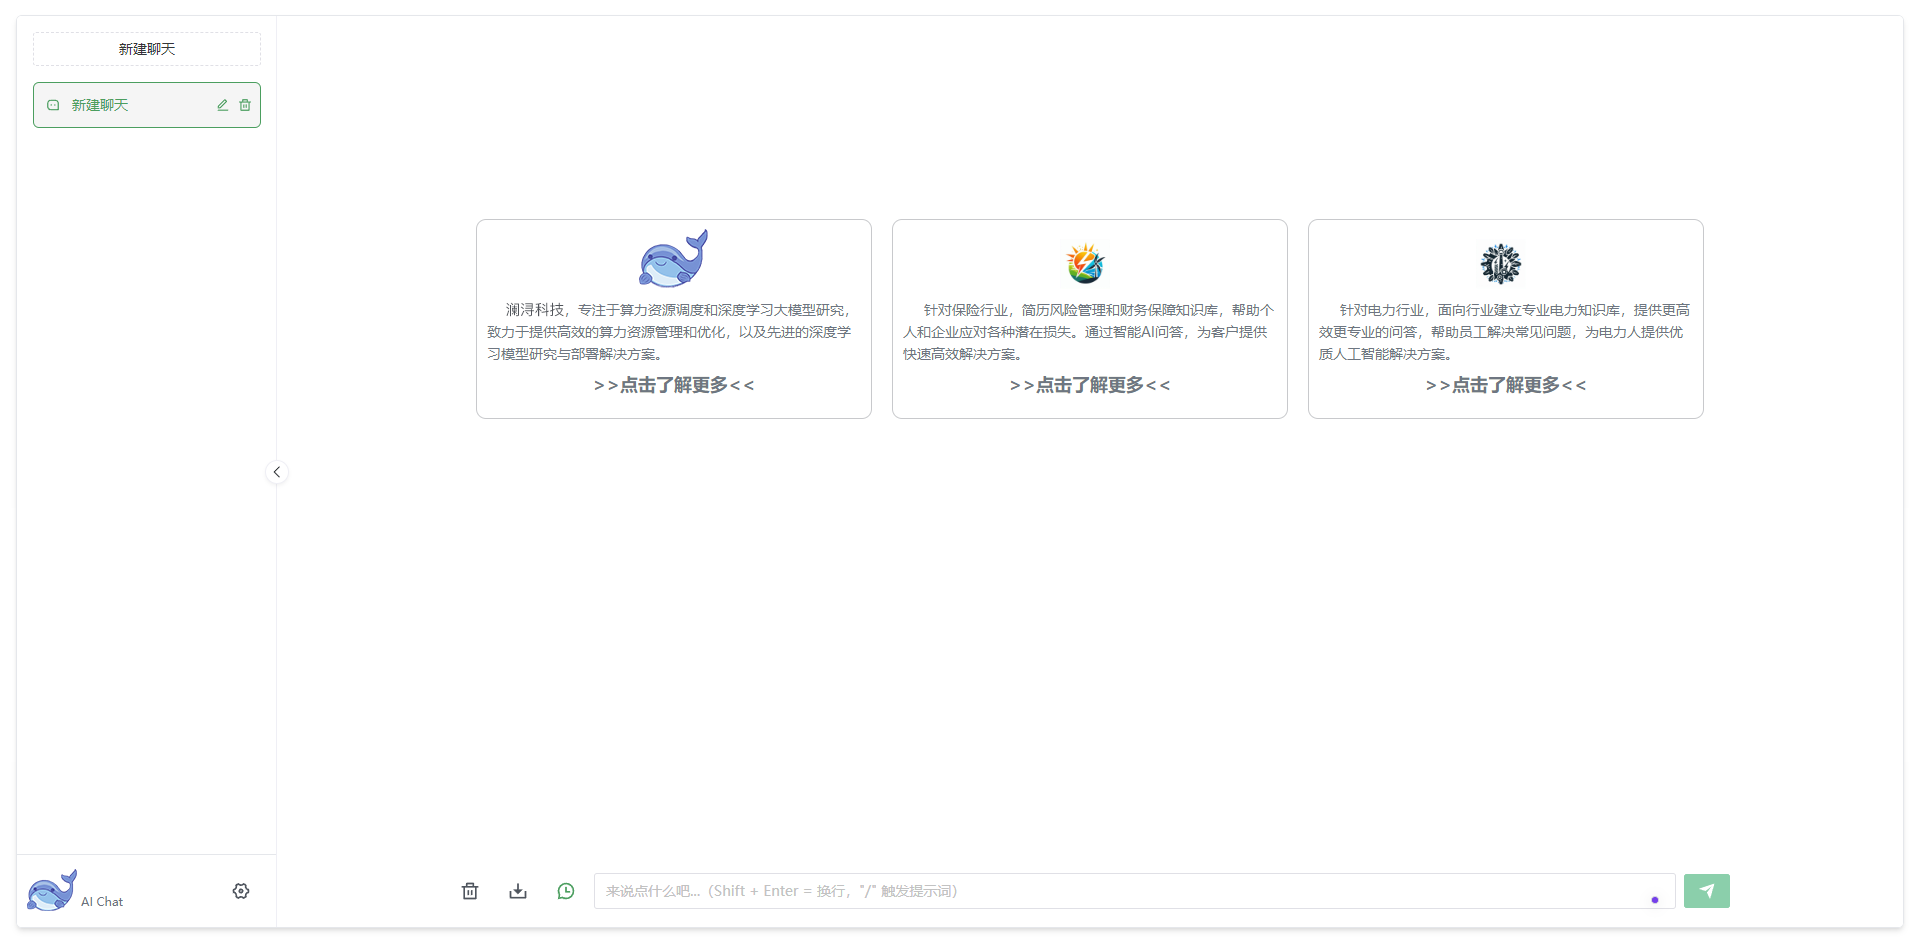 新建聊天
新建聊天
澜浔科技，专注于算力资源调度和深度学习大模型研究，
致力于提供高效的算力资源管理和优化，以及先进的深度学
习模型研究与部署解决方案。
>>点击了解更多<<
针对保险行业，简历风险管理和财务保障知识库，帮助个
人和企业应对各种潜在损失。通过智能AI问答，为客户提供
快速高效解决方案。
>>点击了解更多<<
针对电力行业，面向行业建立专业电力知识库，提供更高
效更专业的问答，帮助员工解决常见问题，为电力人提供优
质人工智能解决方案。
>>点击了解更多<<
AI Chat
来说点什么吧...（Shift + Enter = 换行，"/" 触发提示词）